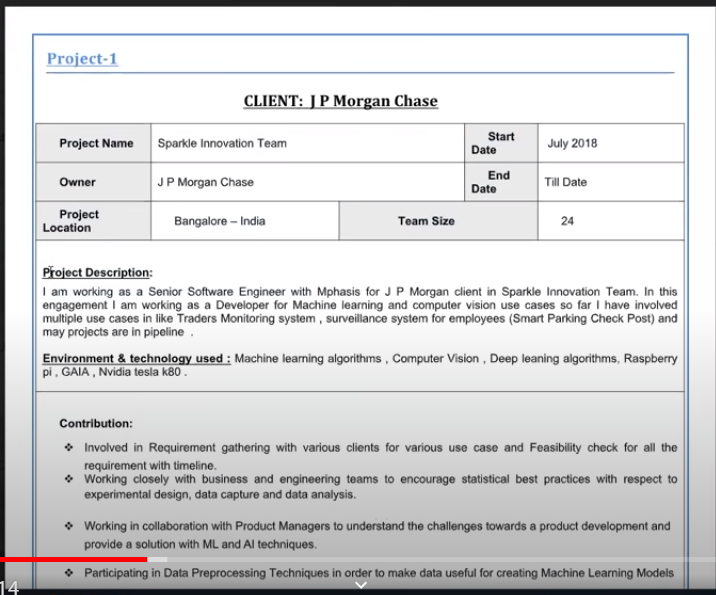 Project-1
CLIENT: J P Morgan Chase
Project Name Sparkle Innovation Team Start Date July 2018
Owner J P Morgan Chase End Date Till Date
Project Location Bangalore – India Team Size 24
Project Description:
I am working as a Senior Software Engineer with Mphasis for J P Morgan client in Sparkle Innovation Team. In this
engagement I am working as a Developer for Machine learning and computer vision use cases so far I have involved
multiple use cases in like Traders Monitoring system , surveillance system for employees (Smart Parking Check Post) and
may projects are in pipeline .
Environment & technology used : Machine learning algorithms , Computer Vision , Deep leaning algorithms, Raspberry
pi , GAIA , Nvidia tesla k80 .
Contribution:
❖ Involved in Requirement gathering with various clients for various use case and Feasibility check for all the
requirement with timeline.
❖ Working closely with business and engineering teams to encourage statistical best practices with respect to
experimental design, data capture and data analysis.
❖ Working in collaboration with Product Managers to understand the challenges towards a product development and
provide a solution with ML and AI techniques.
❖ Participating in Data Preprocessing Techniques in order to make data useful for creating Machine Learning Models
14